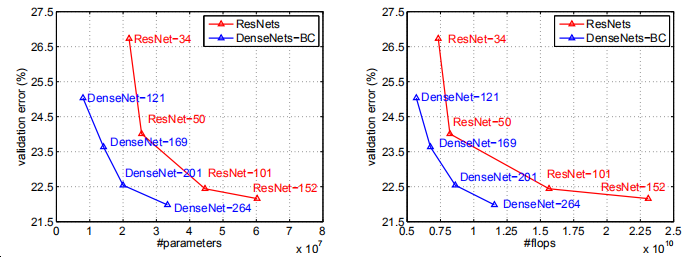 27.5
26.5
25.5
24.5
23.5
22.5
21.5
validation error (%)
0 1 2 3 4 5 6 7 8
#parameters
x 10^7
ResNets
DenseNets−BC
ResNet−34
DenseNet−121
ResNet−50
DenseNet−169
DenseNet−201
ResNet−101
ResNet−152
DenseNet−264
27.5
26.5
25.5
24.5
23.5
22.5
21.5
validation error (%)
0.5 0.75 1 1.25 1.5 1.75 2 2.25 2.5
#flops
x 10^10
ResNets
DenseNets−BC
ResNet−34
DenseNet−121
ResNet−50
DenseNet−169
DenseNet−201
ResNet−101
ResNet−152
DenseNet−264